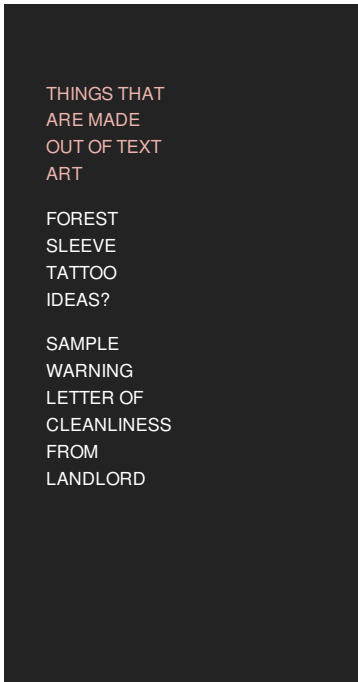 THINGS THAT
ARE MADE
OUT OF TEXT
ART
FOREST
SLEEVE
TATTOO
IDEAS?
SAMPLE
WARNING
LETTER OF
CLEANLINESS
FROM
LANDLORD